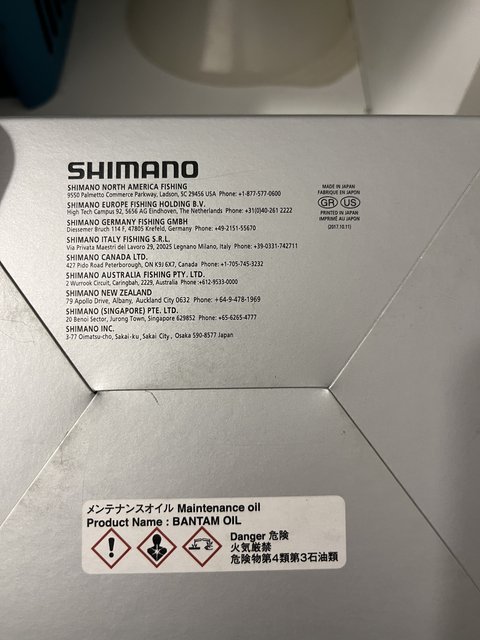 SHIMANO
SHIMANO NORTH AMERICA FISHING
9550 Palmetto Commerce Parkway, Ladson, SC 29456 USA Phone: +1-877-577-0600
SHIMANO EUROPE FISHING HOLDING B.V.
High Tech Campus 92, 5656 AG Eindhoven, The Netherlands Phone: +31(0)40-261 2222
SHIMANO GERMANY FISHING GMBH
Diessemer Bruch 114 F, 47805 Krefeld, Germany Phone: +49-2151-55670
SHIMANO ITALY FISHING S.R.L.
Via Privata Maestri del Lavoro 29, 20025 Legnano Milano, Italy Phone: +39-0331-742711
SHIMANO CANADA LTD.
427 Pido Road Peterborough, ON K9J 6X7, Canada Phone: +1-705-745-3232
SHIMANO AUSTRALIA FISHING PTY. LTD.
2 Wurrook Circuit, Caringbah, 2229, Australia Phone: +612-9533-0000
SHIMANO NEW ZEALAND
79 Apollo Drive, Albany, Auckland City 0632 Phone: +64-9-478-1969
SHIMANO (SINGAPORE) PTE. LTD.
20 Benoi Sector, Jurong Town, Singapore 629852 Phone: +65-6265-4777
SHIMANO INC.
3-77 Oimatsu-cho, Sakai-ku, Sakai City, Osaka 590-8577 Japan
MADE IN JAPAN
FABRIQUÉ EN JAPON
GR US
PRINTED IN JAPAN
IMPRIMÉ AU JAPON
(2017.10.11)
メンテナンスオイル Maintenance oil
Product Name : BANTAM OIL
Danger 危険
火気厳禁
危険物第4類第3石油類